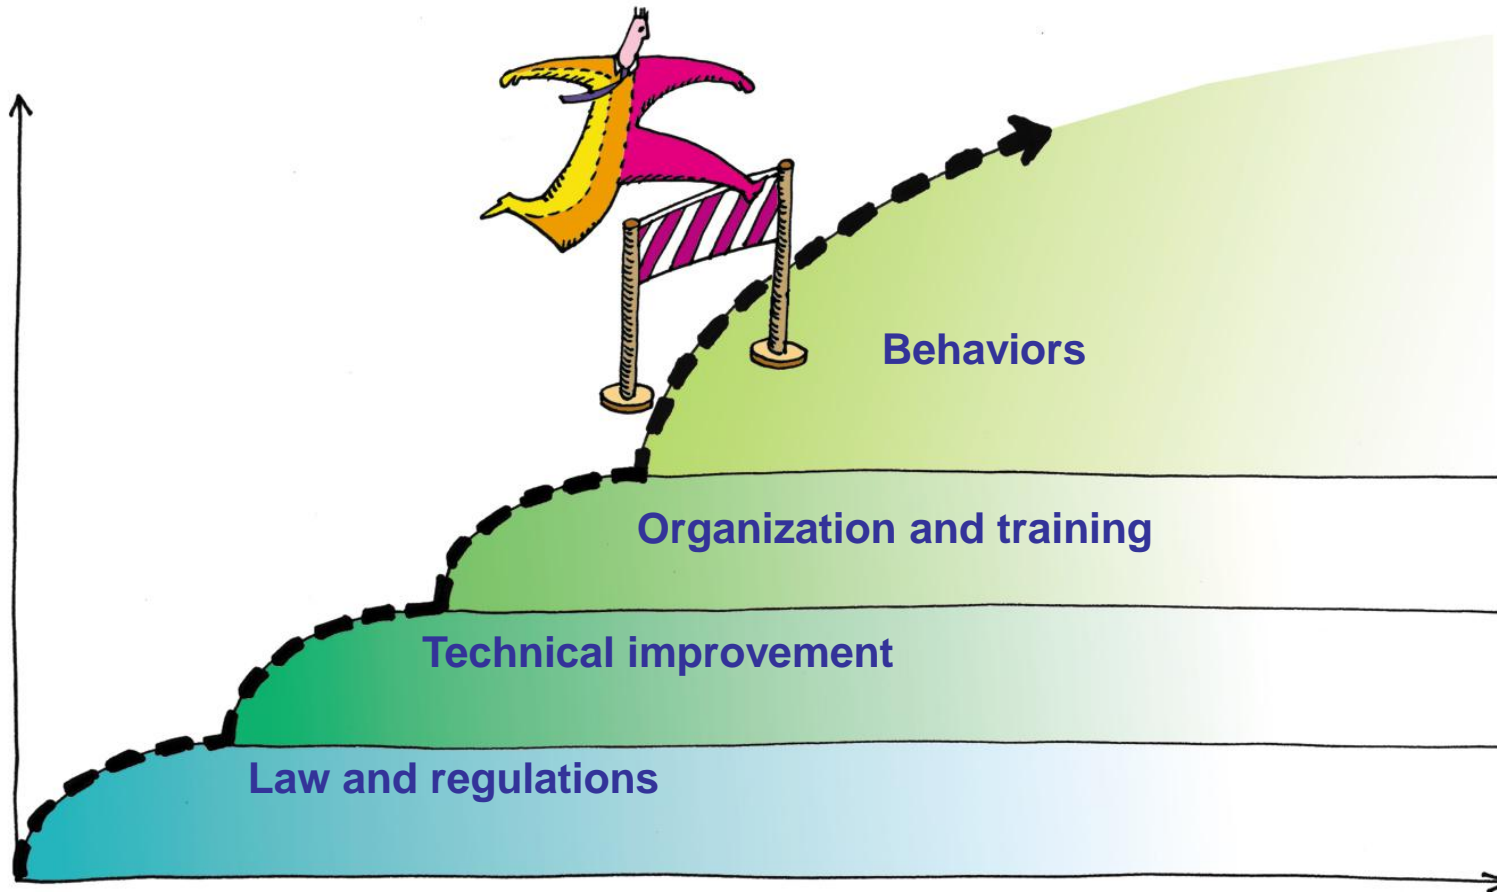 Behaviors
Organization and training
Technical improvement
Law and regulations